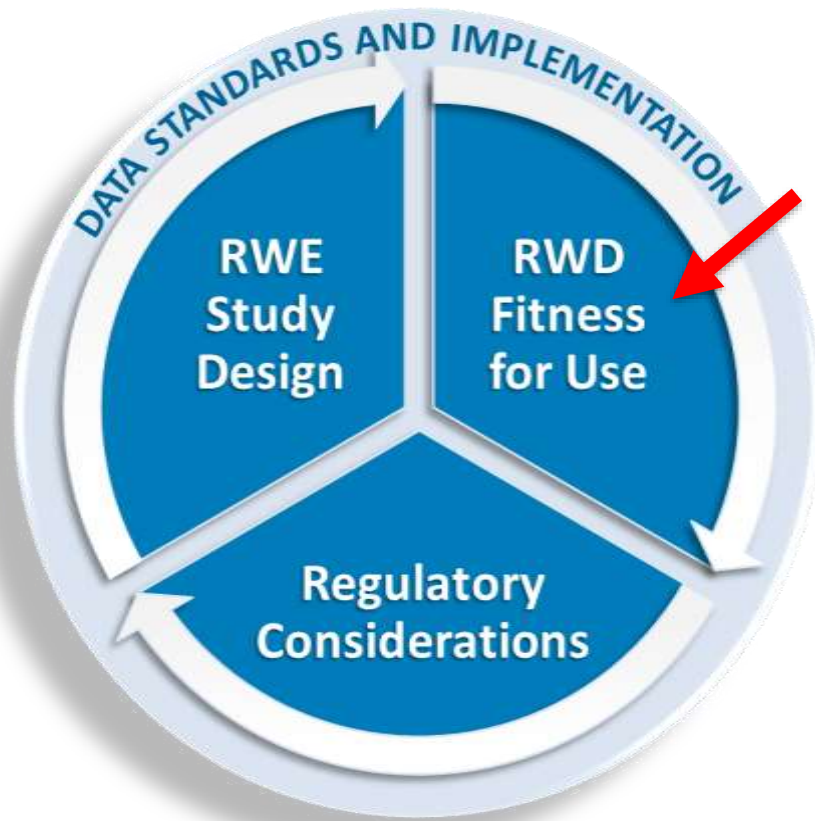 DATA STANDARDS AND IMPLEMENTATION
RWE
Study
Design
RWD
Fitness
for Use
Regulatory
Considerations